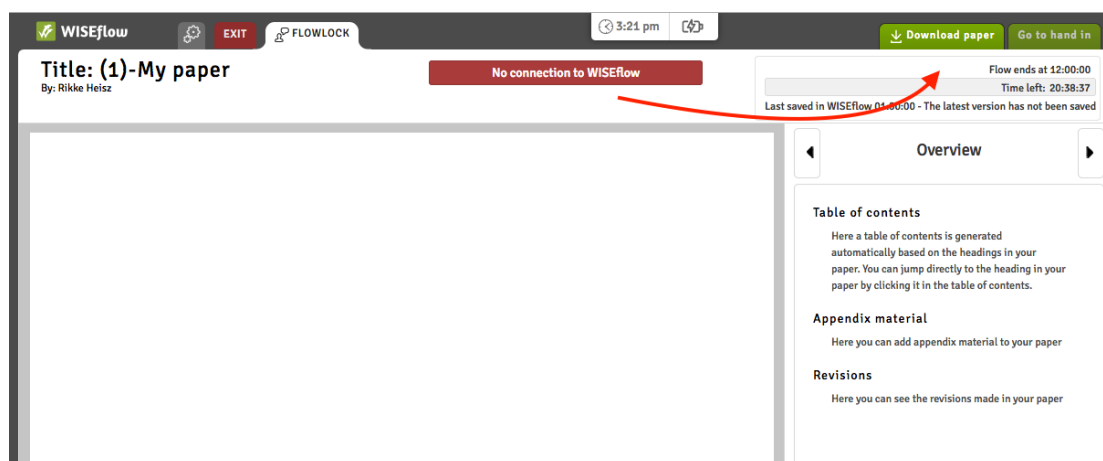 WISEflow
EXIT
FLOWLOCK
3:21 pm
Download paper
Go to hand in
Title: (1)-My paper
By: Rikke Heisz
No connection to WISEflow
Flow ends at 12:00:00
Time left: 20:38:37
Last saved in WISEflow 01:00:00 - The latest version has not been saved
Overview
Table of contents
Here a table of contents is generated
automatically based on the headings in your
paper. You can jump directly to the heading in your
paper by clicking it in the table of contents.
Appendix material
Here you can add appendix material to your paper
Revisions
Here you can see the revisions made in your paper